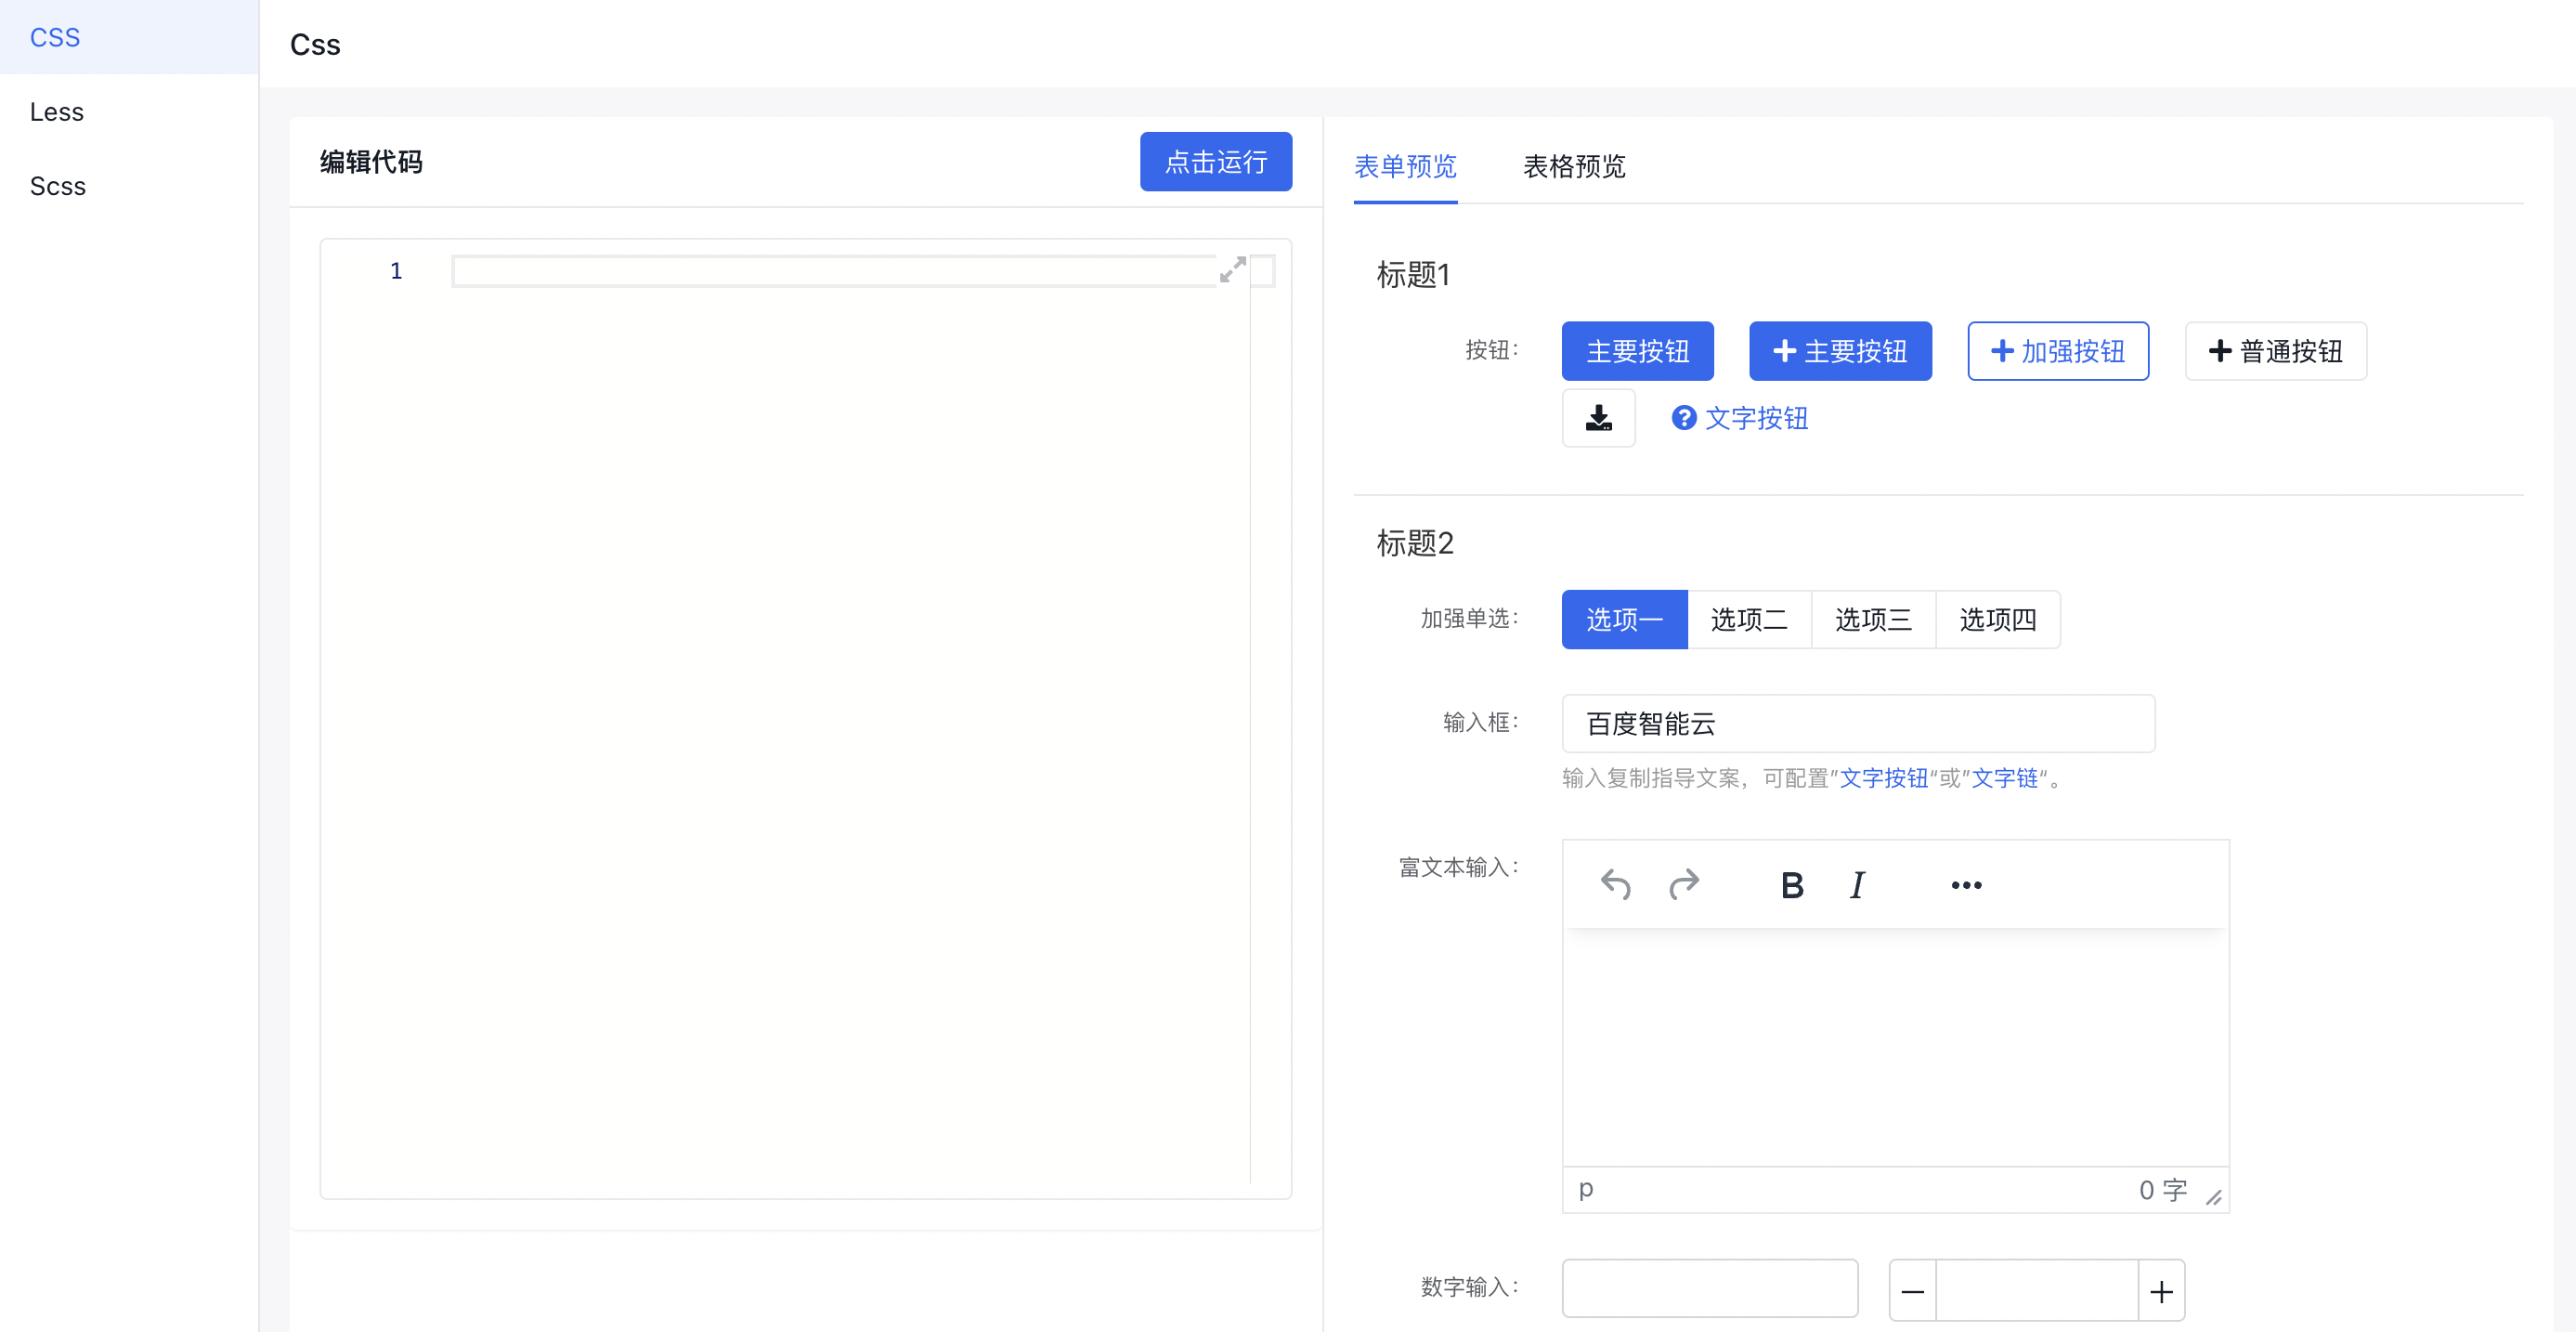 CSS
Less
Scss
Css
编辑代码
点击运行
1
表单预览 表格预览
标题1
按钮：
主要按钮 主要按钮 加强按钮 普通按钮
文字按钮
标题2
加强单选：
选项一 选项二 选项三 选项四
输入框：
百度智能云
输入复制指导文案，可配置”文字按钮“或”文字链“。
富文本输入：
B I
p 0 字
数字输入：